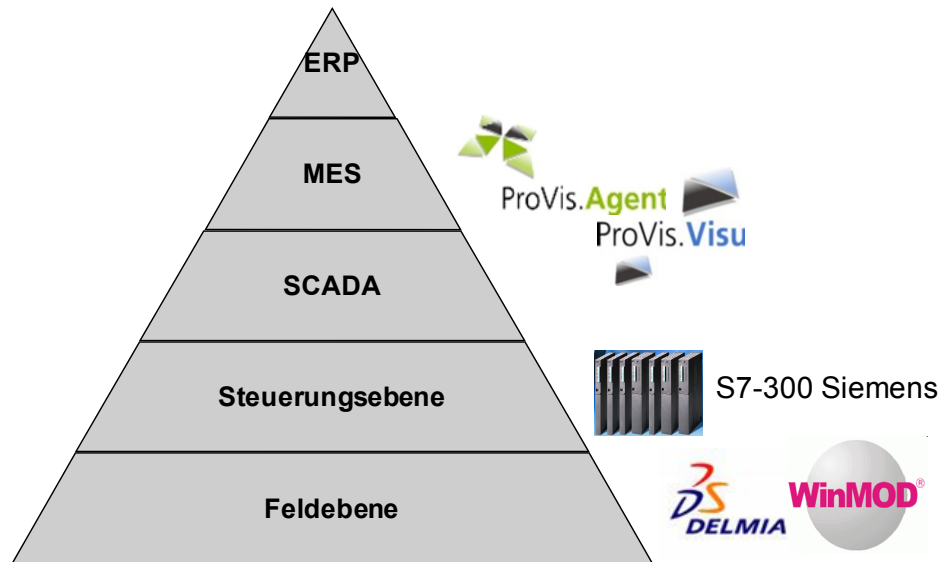 ERP
MES
ProVis.Agent
ProVis.Visu
SCADA
Steuerungsebene
S7-300 Siemens
Feldebene
DELMIA
WinMOD®